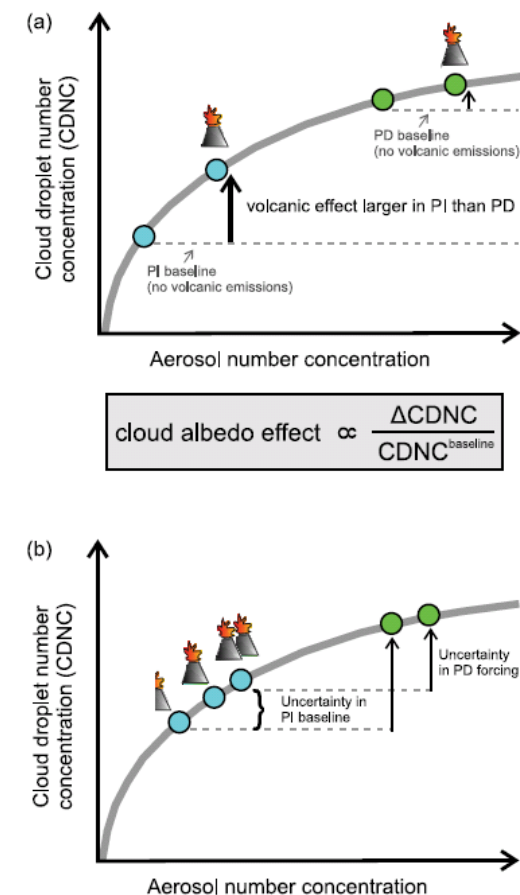 (a)
Cloud droplet number
concentration (CDNC)
PD baseline
(no volcanic emissions)
volcanic effect larger in PI than PD
PI baseline
(no volcanic emissions)
Aerosol number concentration
cloud albedo effect ∝ ΔCDNC / CDNC^baseline
(b)
Cloud droplet number
concentration (CDNC)
Uncertainty
in PD forcing
Uncertainty in
PI baseline
Aerosol number concentration